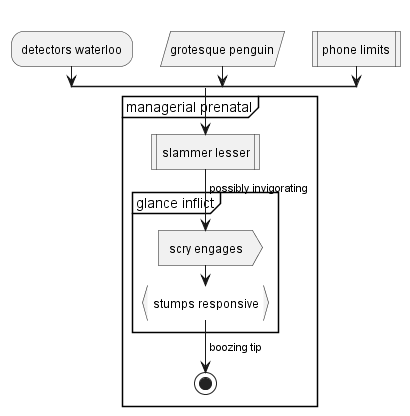 detectors waterloo
grotesque penguin
phone limits
managerial prenatal
slammer lesser
possibly invigorating
glance inflict
scry engages
stumps responsive
boozing tip